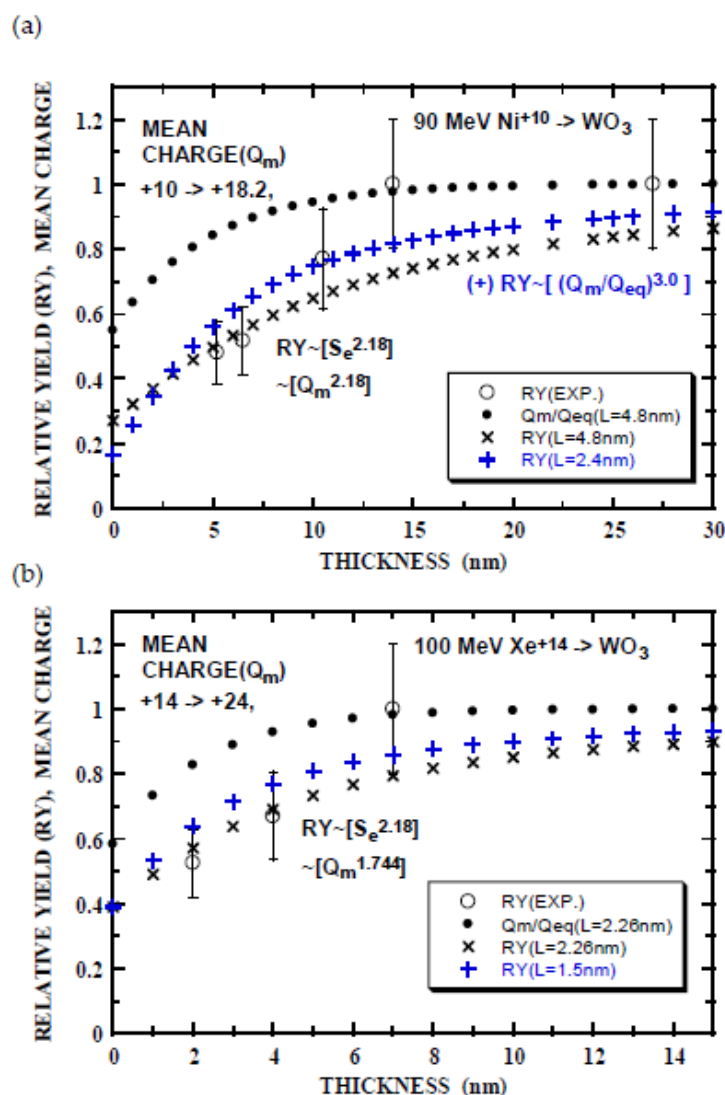 (a)
RELATIVE YIELD (RY), MEAN CHARGE
1.2
1
0.8
0.6
0.4
0.2
0
MEAN
CHARGE(Qm)
+10 -> +18.2,
90 MeV Ni+10 -> WO3
(+) RY~[ (Qm/Qeq)3.0 ]
RY~[Se2.18]
~[Qm2.18]
RY(EXP.)
Qm/Qeq(L=4.8nm)
RY(L=4.8nm)
RY(L=2.4nm)
0 5 10 15 20 25 30
THICKNESS (nm)
(b)
RELATIVE YIELD (RY), MEAN CHARGE
1.2
1
0.8
0.6
0.4
0.2
0
MEAN
CHARGE(Qm)
+14 -> +24,
100 MeV Xe+14 -> WO3
RY~[Se2.18]
~[Qm1.744]
RY(EXP.)
Qm/Qeq(L=2.26nm)
RY(L=2.26nm)
RY(L=1.5nm)
0 2 4 6 8 10 12 14
THICKNESS (nm)